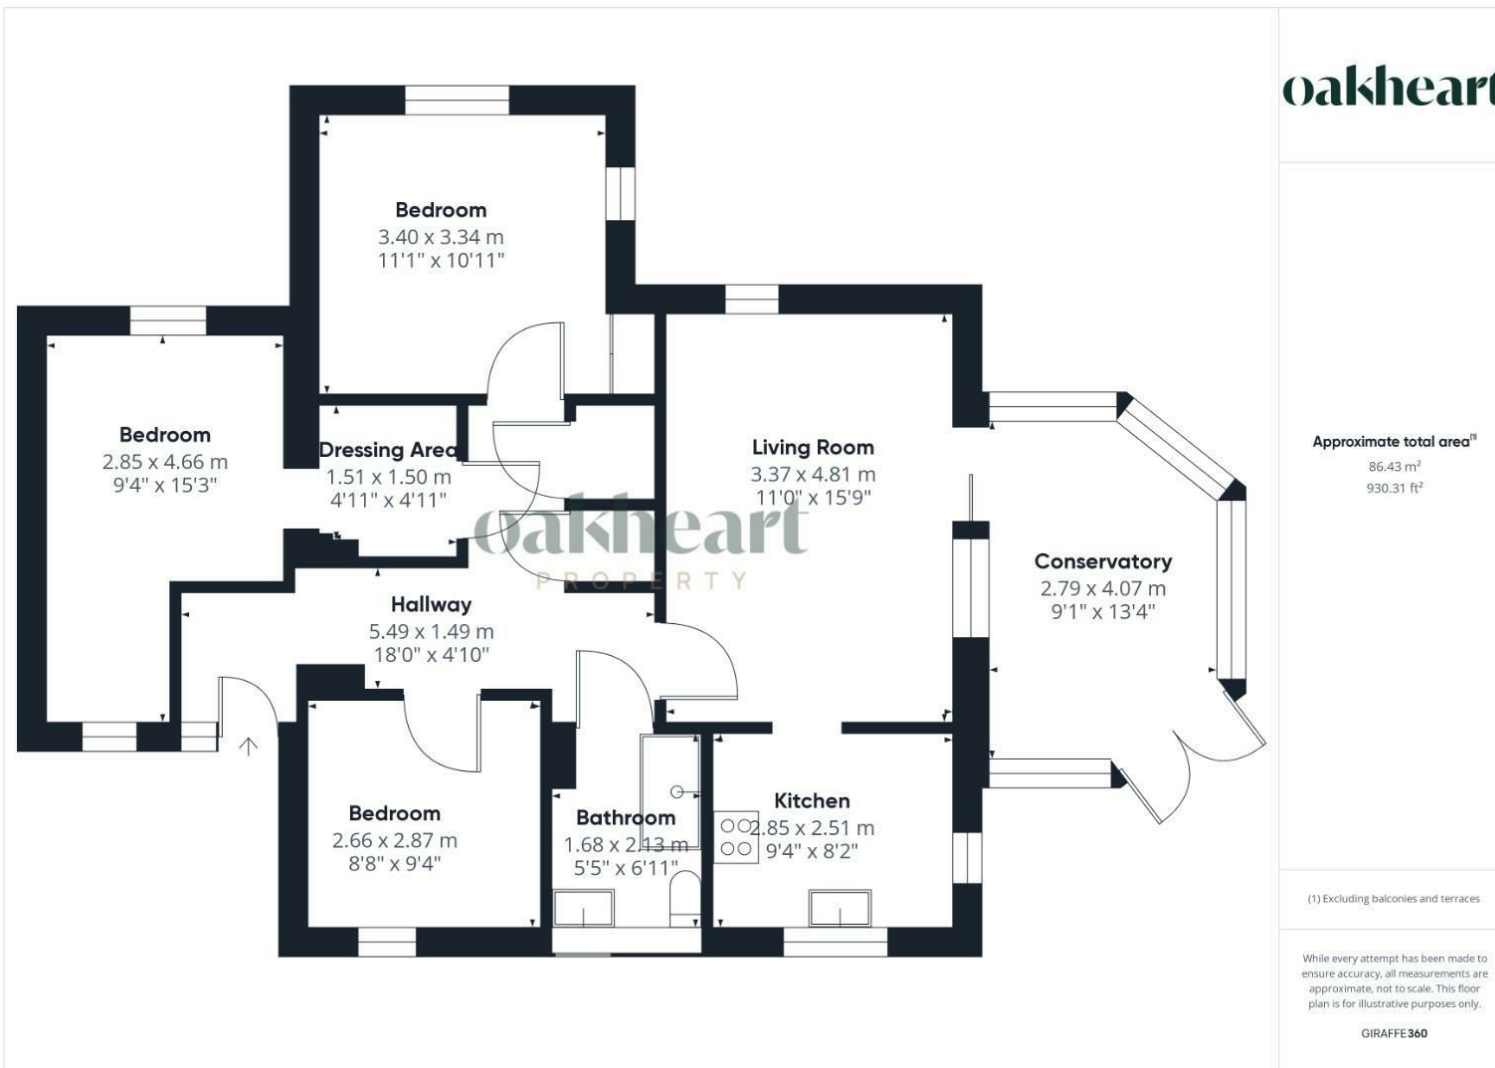 Bedroom
3.40 x 3.34 m
11'1" x 10'11"
Bedroom
2.85 x 4.66 m
9'4" x 15'3"
Dressing Area
1.51 x 1.50 m
4'11" x 4'11"
Living Room
3.37 x 4.81 m
11'0" x 15'9"
oakheart
PROPERTY
Conservatory
2.79 x 4.07 m
9'1" x 13'4"
Hallway
5.49 x 1.49 m
18'0" x 4'10"
Bedroom
2.66 x 2.87 m
8'8" x 9'4"
Bathroom
1.68 x 2.13 m
5'5" x 6'11"
Kitchen
2.85 x 2.51 m
9'4" x 8'2"
oakheart
Approximate total area(1)
86.43 m²
930.31 ft²
(1) Excluding balconies and terraces
While every attempt has been made to
ensure accuracy, all measurements are
approximate, not to scale. This floor
plan is for illustrative purposes only.
GIRAFFE360